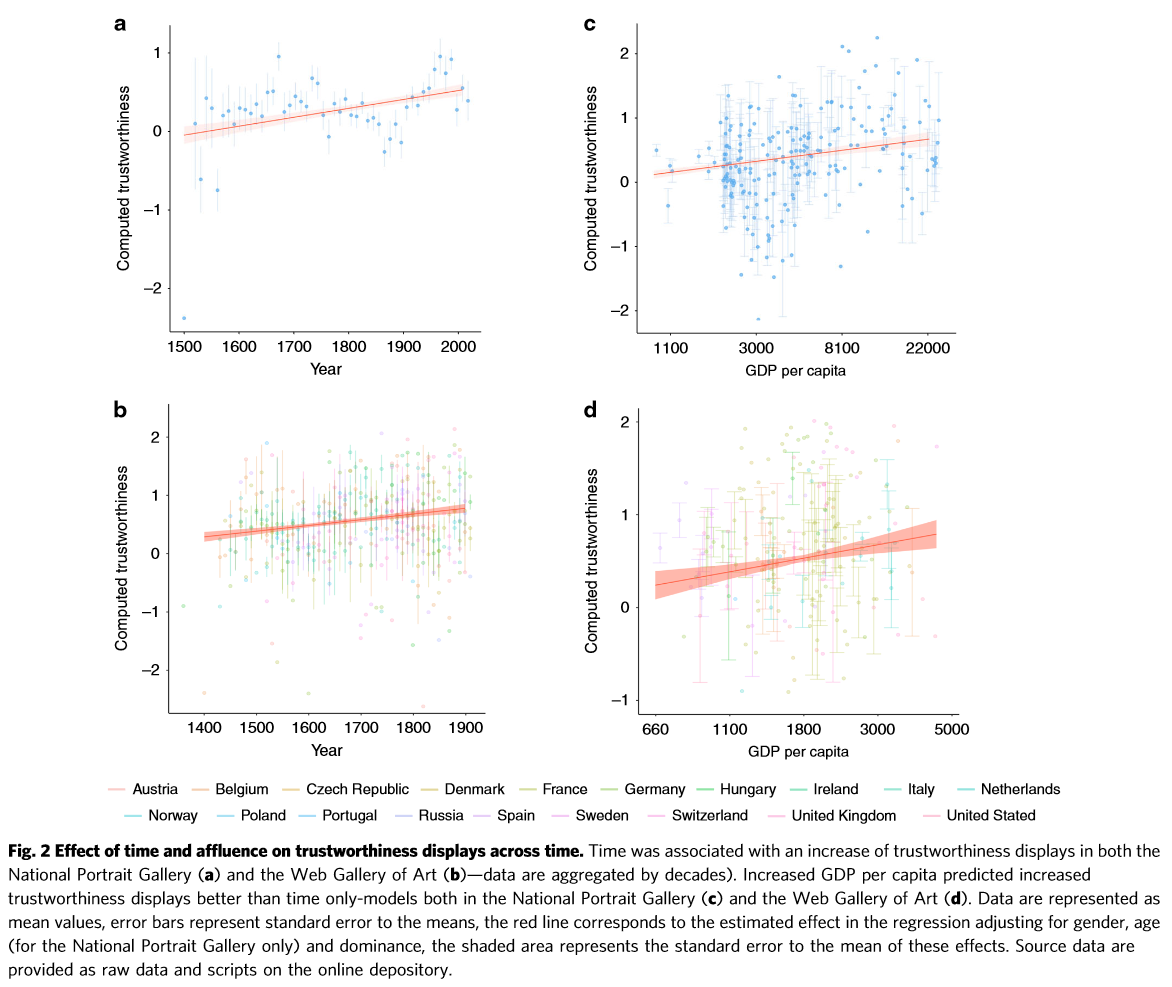 a
Computed trustworthiness
1
0
−1
−2
1500 1600 1700 1800 1900 2000
Year
c
Computed trustworthiness
2
1
0
−1
−2
1100 3000 8100 22000
GDP per capita
b
Computed trustworthiness
2
1
0
−1
−2
1400 1500 1600 1700 1800 1900
Year
d
Computed trustworthiness
2
1
0
−1
660 1100 1800 3000 5000
GDP per capita
Austria Belgium Czech Republic Denmark France Germany Hungary Ireland Italy Netherlands
Norway Poland Portugal Russia Spain Sweden Switzerland United Kingdom United Stated
Fig. 2 Effect of time and affluence on trustworthiness displays across time. Time was associated with an increase of trustworthiness displays in both the
National Portrait Gallery (a) and the Web Gallery of Art (b)—data are aggregated by decades). Increased GDP per capita predicted increased
trustworthiness displays better than time only-models both in the National Portrait Gallery (c) and the Web Gallery of Art (d). Data are represented as
mean values, error bars represent standard error to the means, the red line corresponds to the estimated effect in the regression adjusting for gender, age
(for the National Portrait Gallery only) and dominance, the shaded area represents the standard error to the mean of these effects. Source data are
provided as raw data and scripts on the online depository.